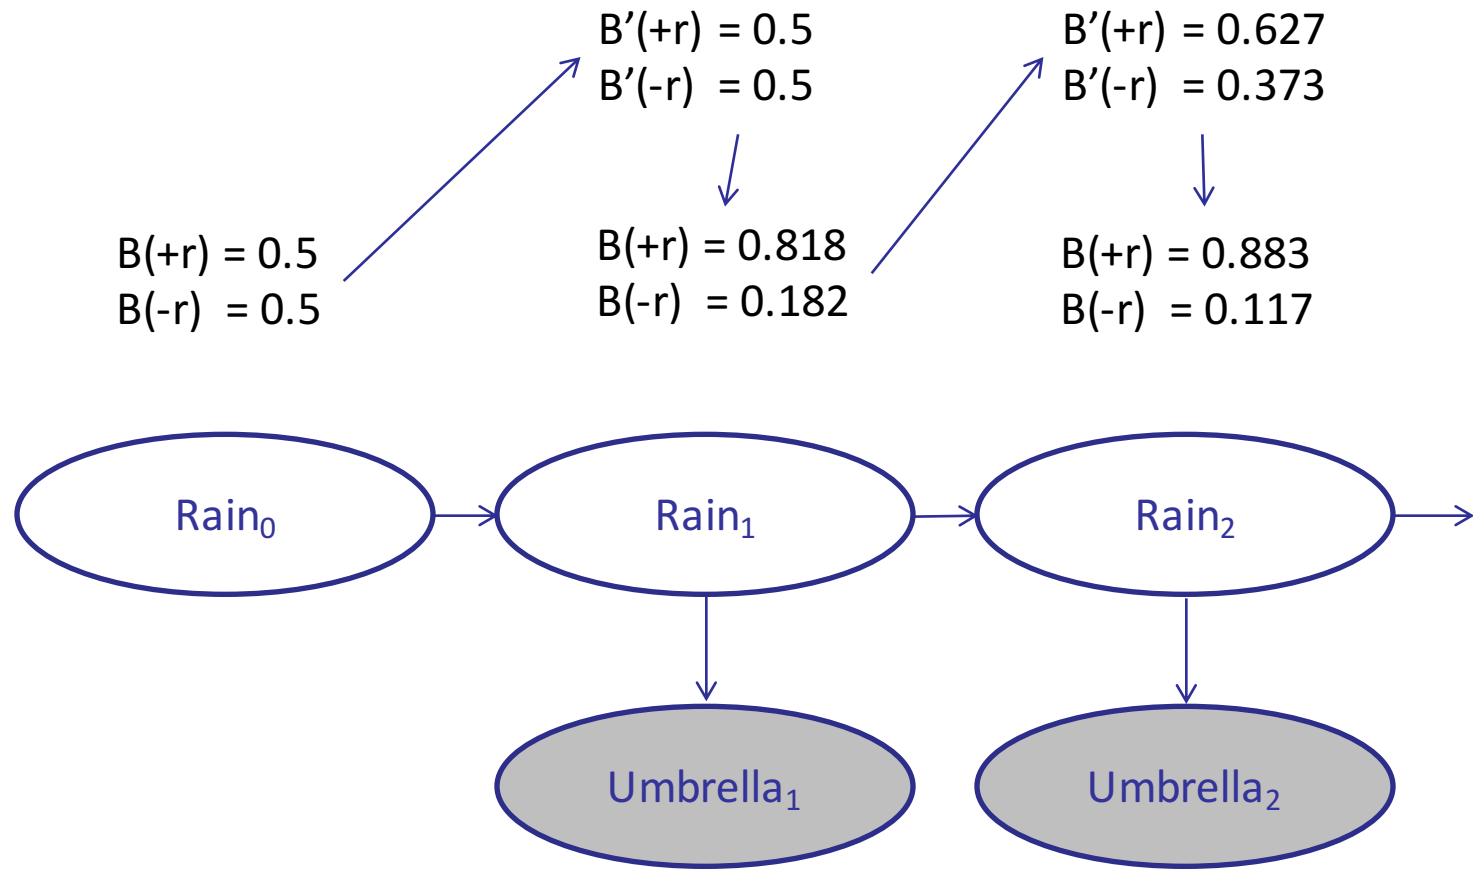 B’(+r) = 0.5
B’(-r) = 0.5
B’(+r) = 0.627
B’(-r) = 0.373
B(+r) = 0.5
B(-r) = 0.5
B(+r) = 0.818
B(-r) = 0.182
B(+r) = 0.883
B(-r) = 0.117
Rain₀
Rain₁
Rain₂
Umbrella₁
Umbrella₂